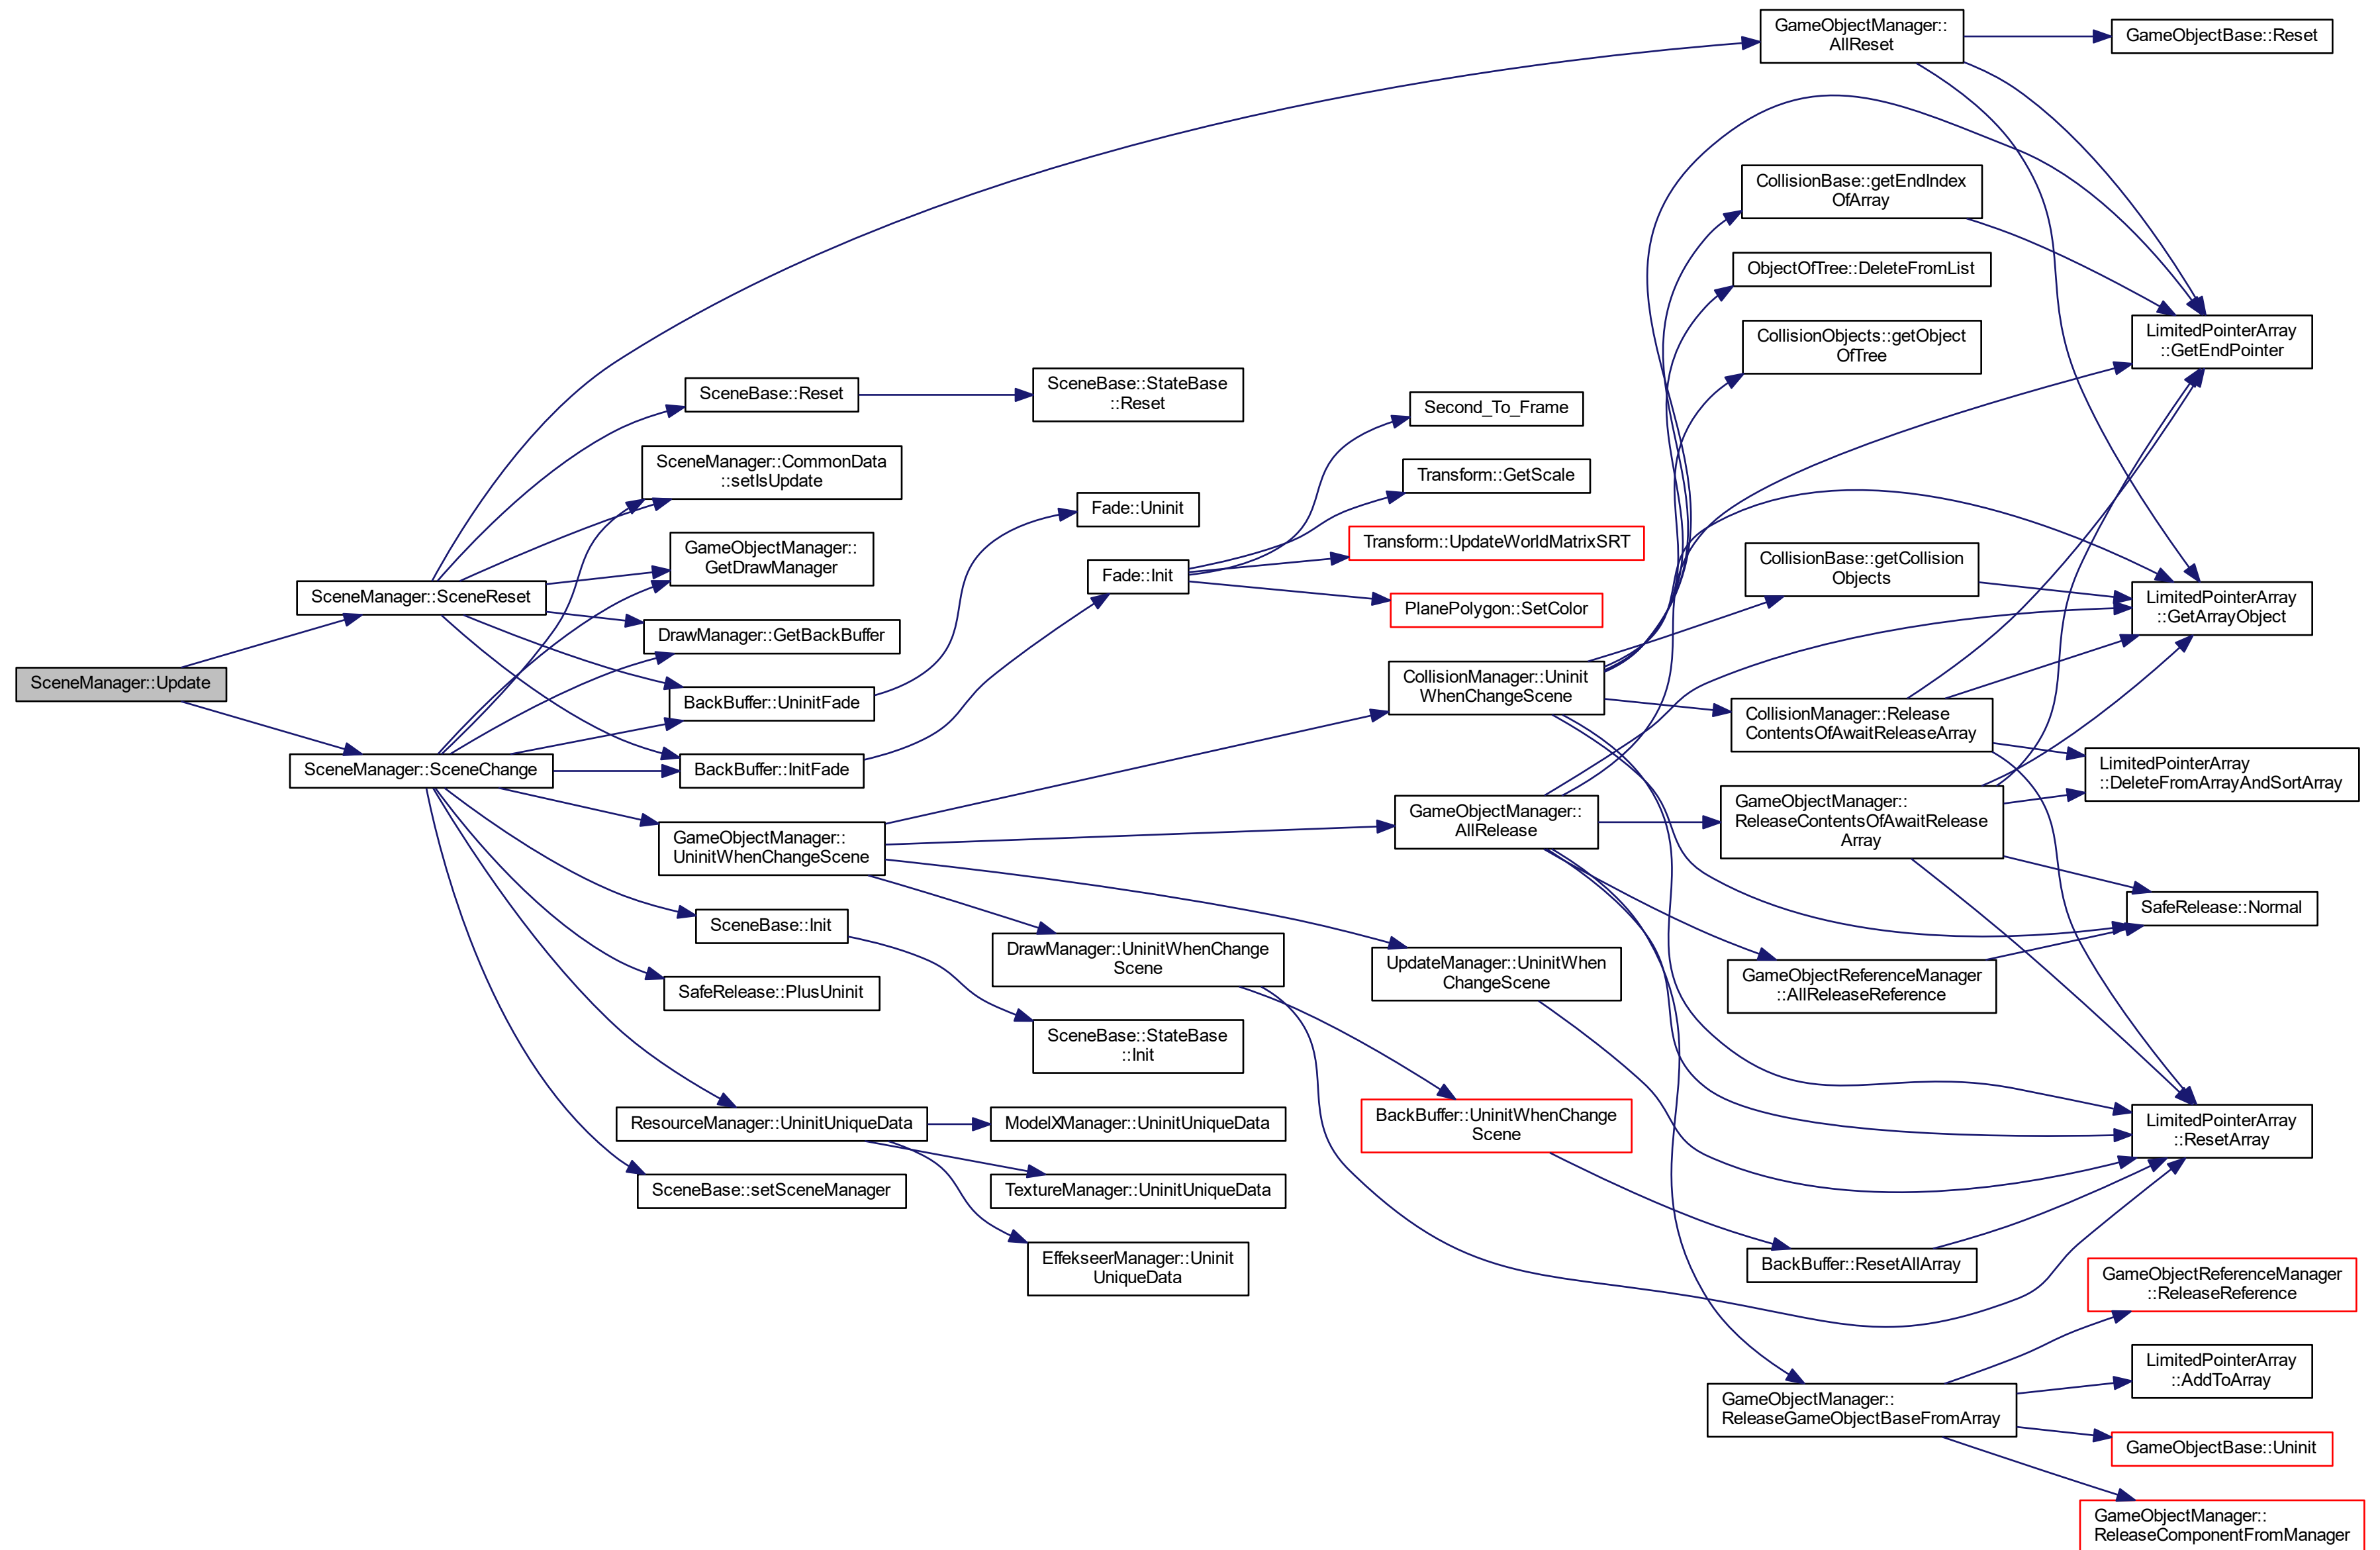 SceneManager::Update
SceneManager::SceneReset
SceneManager::SceneChange
SceneBase::Reset
SceneManager::CommonData
::setIsUpdate
GameObjectManager::
GetDrawManager
DrawManager::GetBackBuffer
BackBuffer::UninitFade
BackBuffer::InitFade
GameObjectManager::
UninitWhenChangeScene
SceneBase::Init
SafeRelease::PlusUninit
ResourceManager::UninitUniqueData
SceneBase::setSceneManager
SceneBase::StateBase
::Reset
Fade::Uninit
Fade::Init
DrawManager::UninitWhenChange
Scene
SceneBase::StateBase
::Init
ModelXManager::UninitUniqueData
TextureManager::UninitUniqueData
EffekseerManager::Uninit
UniqueData
Second_To_Frame
Transform::GetScale
Transform::UpdateWorldMatrixSRT
PlanePolygon::SetColor
CollisionManager::Uninit
WhenChangeScene
GameObjectManager::
AllRelease
UpdateManager::UninitWhen
ChangeScene
BackBuffer::UninitWhenChange
Scene
GameObjectManager::
AllReset
CollisionBase::getEndIndex
OfArray
ObjectOfTree::DeleteFromList
CollisionObjects::getObject
OfTree
CollisionBase::getCollision
Objects
CollisionManager::Release
ContentsOfAwaitReleaseArray
GameObjectManager::
ReleaseContentsOfAwaitRelease
Array
GameObjectReferenceManager
::AllReleaseReference
BackBuffer::ResetAllArray
GameObjectManager::
ReleaseGameObjectBaseFromArray
GameObjectBase::Reset
LimitedPointerArray
::GetEndPointer
LimitedPointerArray
::GetArrayObject
LimitedPointerArray
::DeleteFromArrayAndSortArray
SafeRelease::Normal
LimitedPointerArray
::ResetArray
GameObjectReferenceManager
::ReleaseReference
LimitedPointerArray
::AddToArray
GameObjectBase::Uninit
GameObjectManager::
ReleaseComponentFromManager